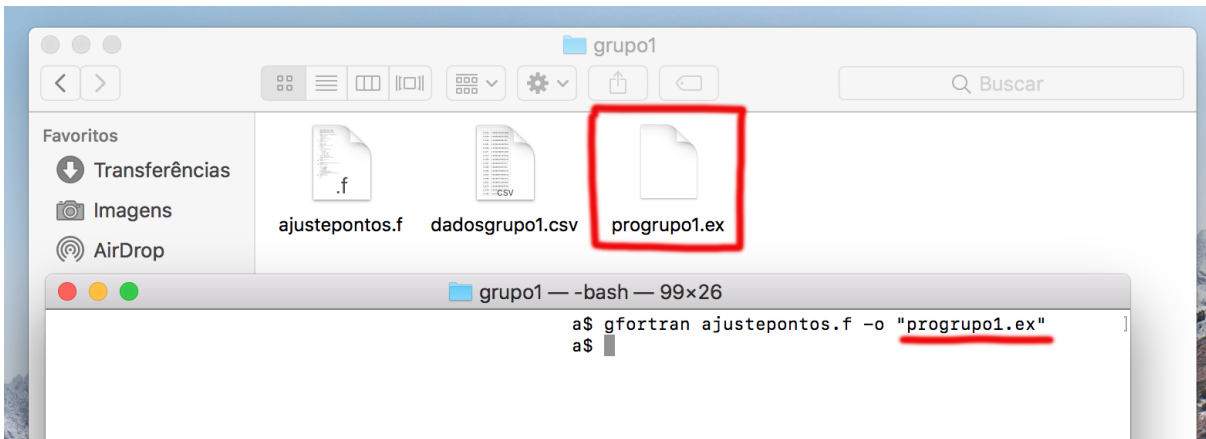 grupo1
Buscar
Favoritos
Transferências
Imagens
AirDrop
.f
CSV
ajustepontos.f
dadosgrupo1.csv
progrupo1.ex
grupo1 — -bash — 99×26
a$ gfortran ajustepontos.f -o "progrupo1.ex" ]
a$